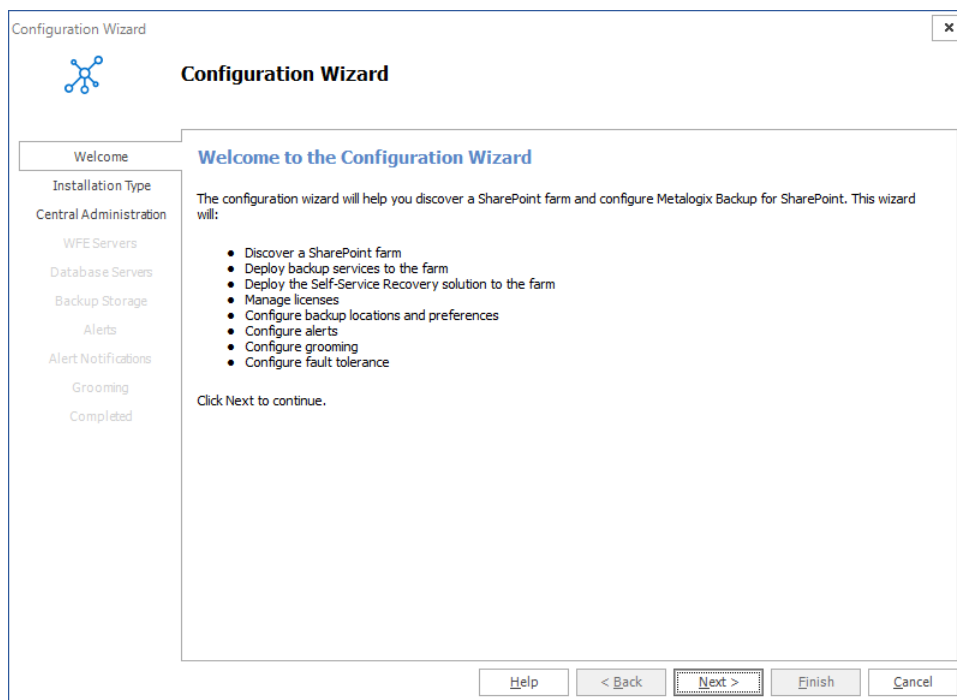 Configuration Wizard
Configuration Wizard
Welcome
Installation Type
Central Administration
WFE Servers
Database Servers
Backup Storage
Alerts
Alert Notifications
Grooming
Completed
Welcome to the Configuration Wizard
The configuration wizard will help you discover a SharePoint farm and configure Metalogix Backup for SharePoint. This wizard
will:
● Discover a SharePoint farm
● Deploy backup services to the farm
● Deploy the Self-Service Recovery solution to the farm
● Manage licenses
● Configure backup locations and preferences
● Configure alerts
● Configure grooming
● Configure fault tolerance
Click Next to continue.
Help
< Back
Next >
Finish
Cancel